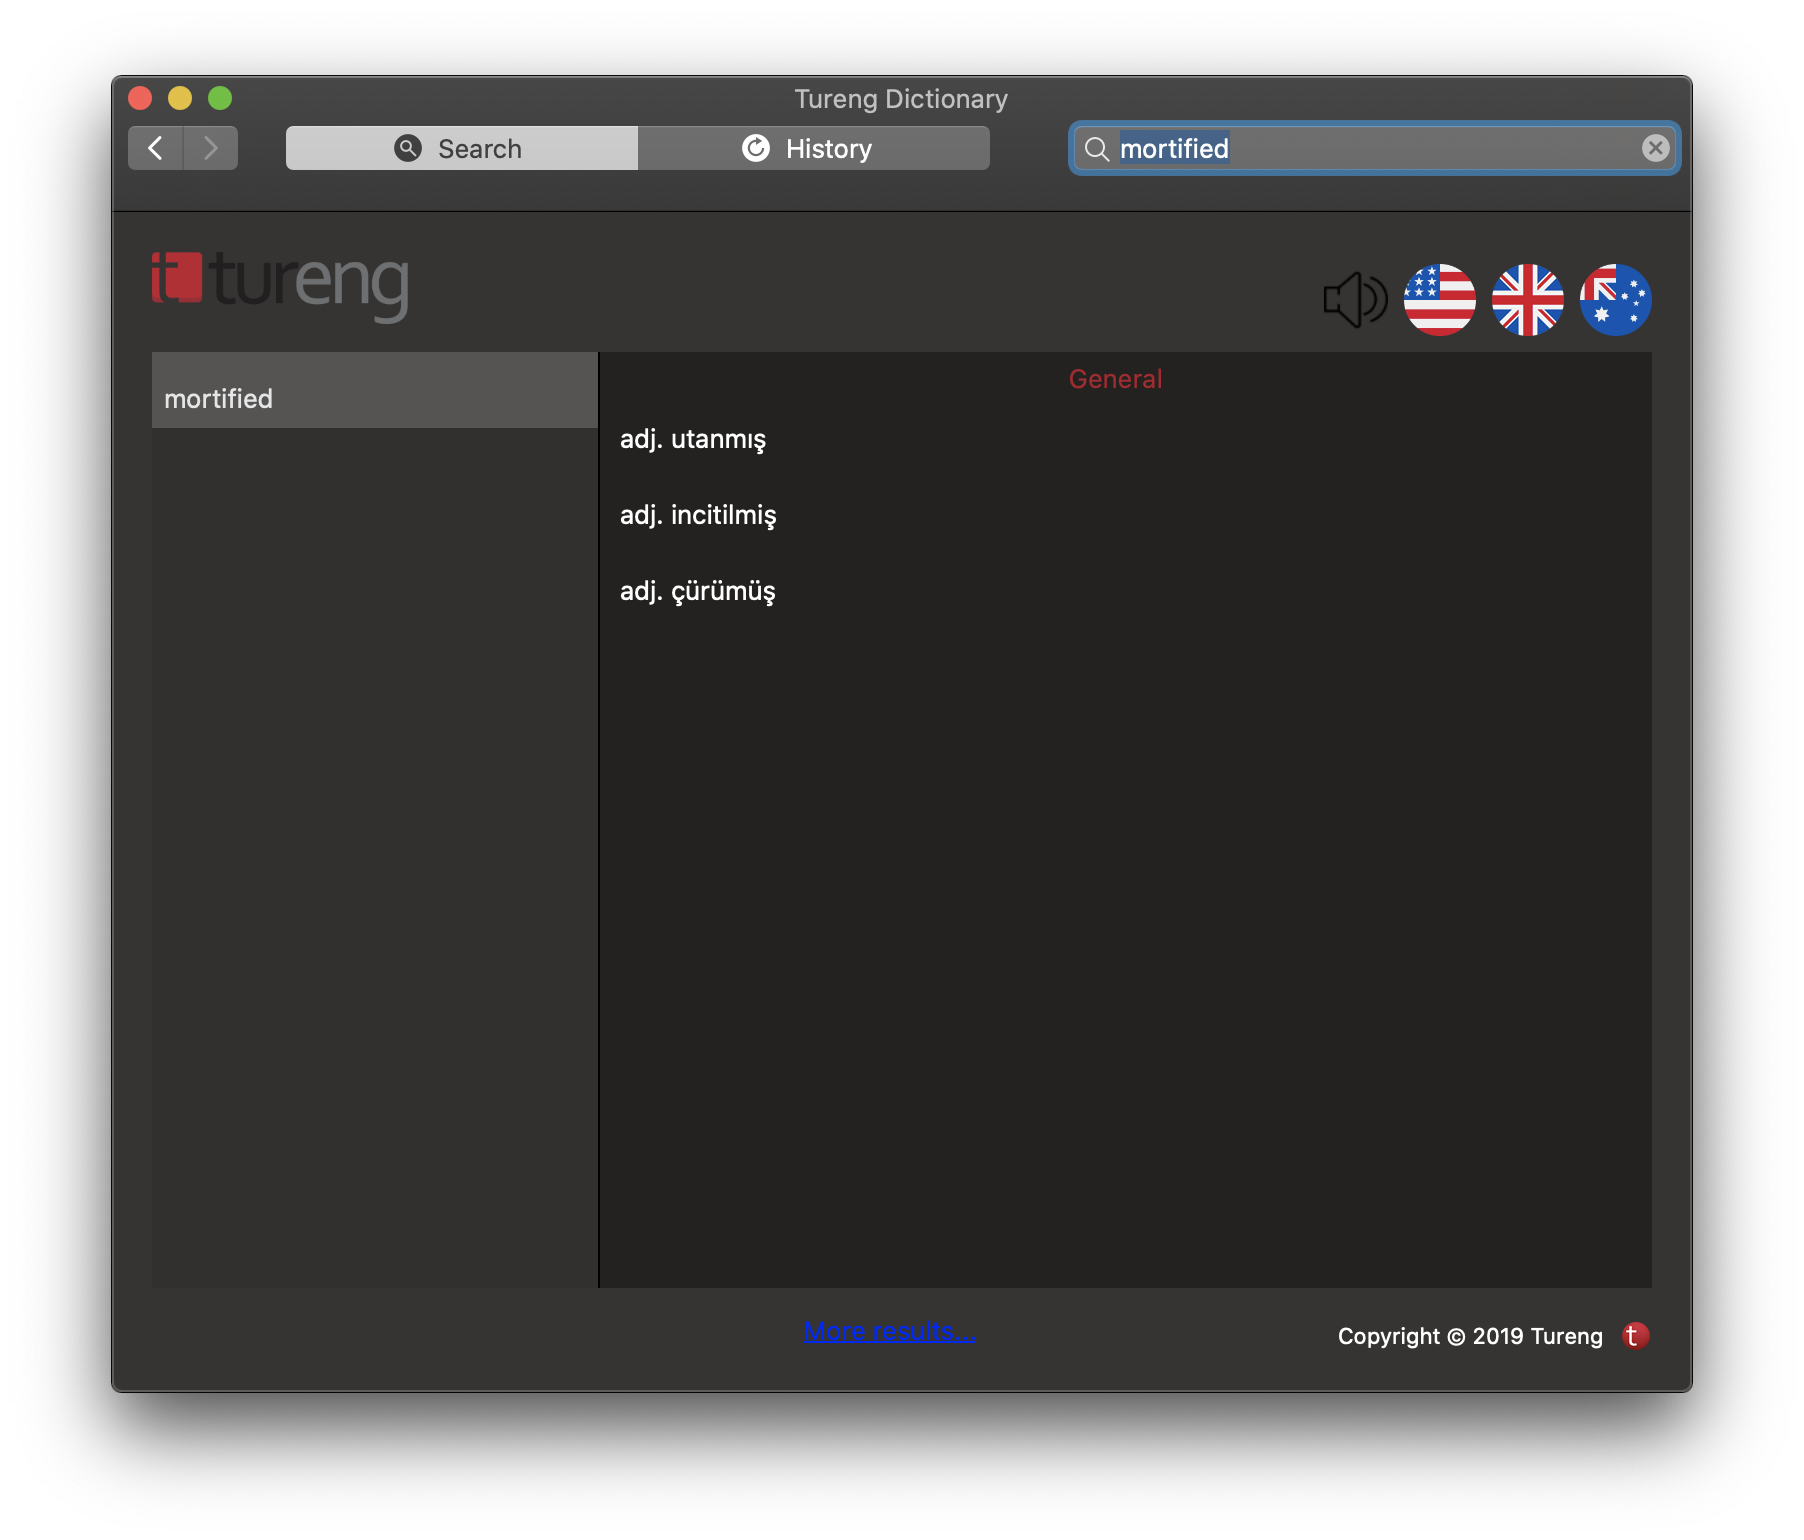 Tureng Dictionary
Search
History
mortified
tureng
mortified
General
adj. utanmış
adj. incitilmiş
adj. çürümüş
More results...
Copyright © 2019 Tureng t